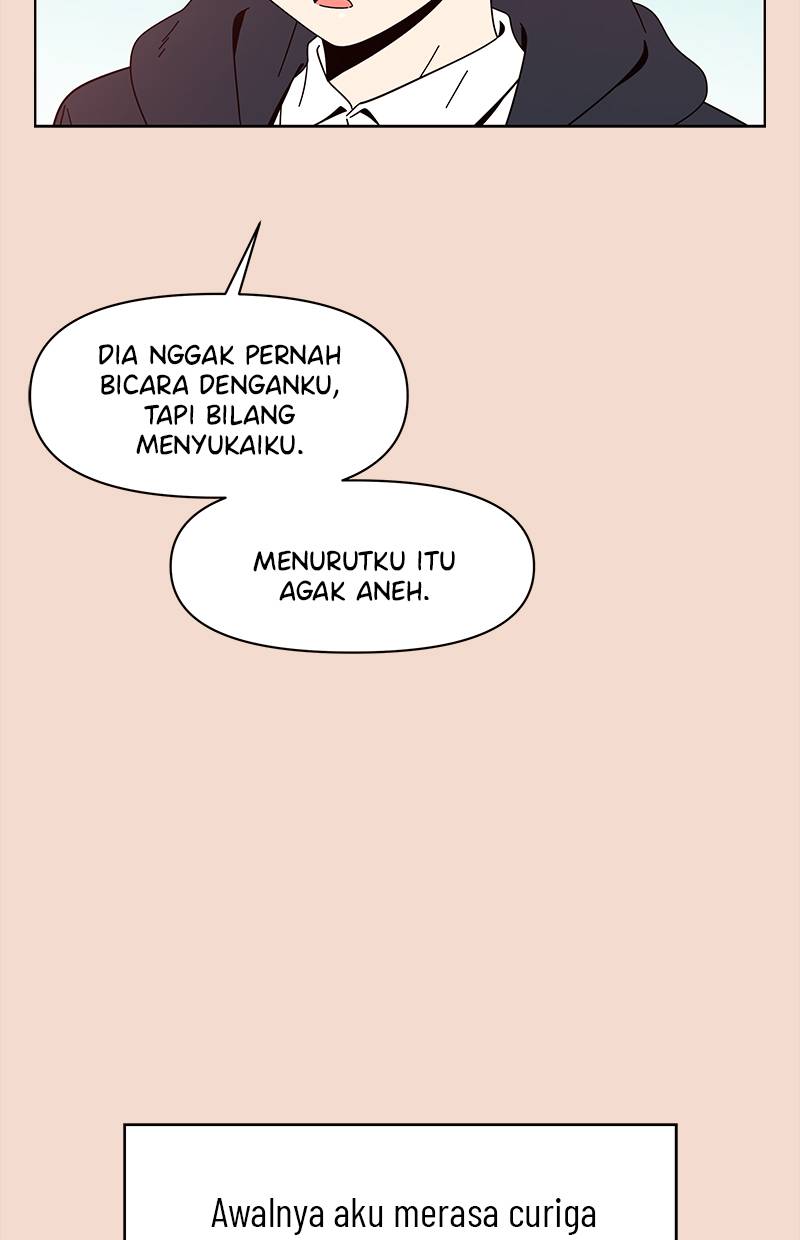 DIA NGGAK PERNAH
BICARA DENGANKU,
TAPI BILANG
MENYUKAIKU.
MENURUTKU ITU
AGAK ANEH.
Awalnya aku merasa curiga